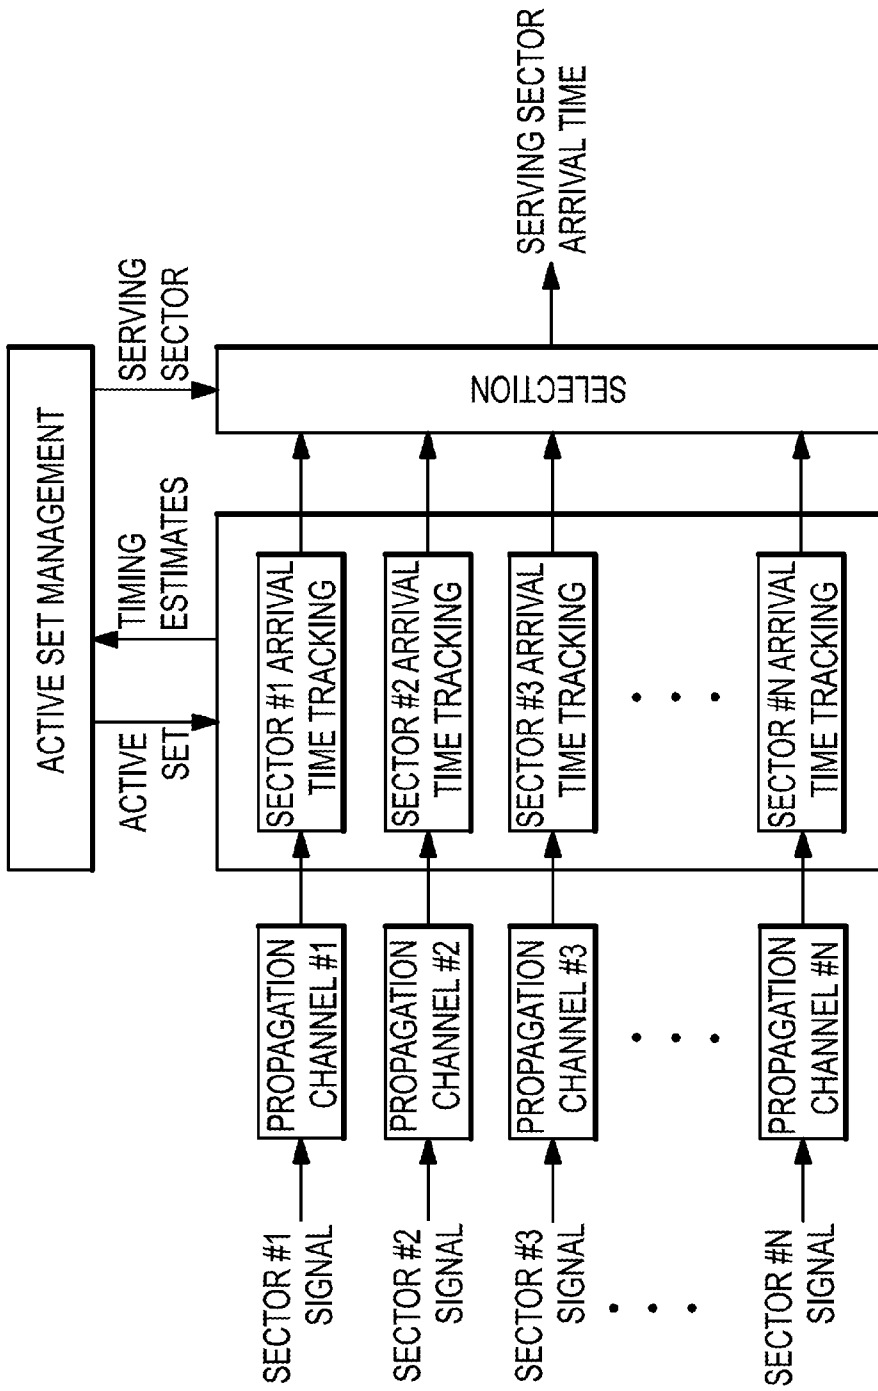 ACTIVE SET MANAGEMENT
ACTIVE
SET
TIMING
ESTIMATES
SERVING
SECTOR
SECTOR #1
SIGNAL
PROPAGATION
CHANNEL #1
SECTOR #1 ARRIVAL
TIME TRACKING
SECTOR #2
SIGNAL
PROPAGATION
CHANNEL #2
SECTOR #2 ARRIVAL
TIME TRACKING
SECTOR #3
SIGNAL
PROPAGATION
CHANNEL #3
SECTOR #3 ARRIVAL
TIME TRACKING
SECTOR #N
SIGNAL
PROPAGATION
CHANNEL #N
SECTOR #N ARRIVAL
TIME TRACKING
SELECTION
SERVING SECTOR
ARRIVAL TIME